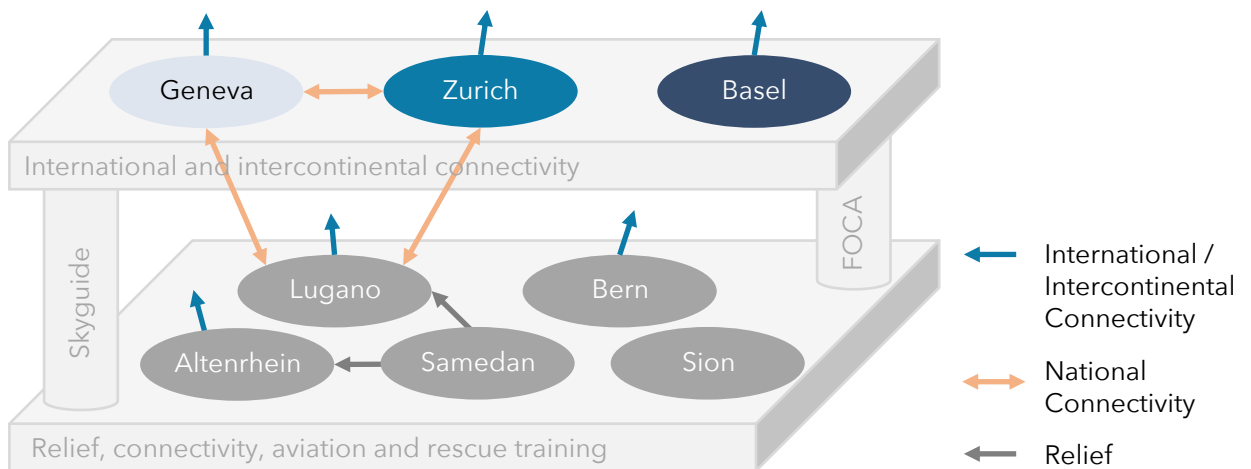 Geneva
Zurich
Basel
International and intercontinental connectivity
Skyguide
FOCA
Lugano
Bern
Altenrhein
Samedan
Sion
Relief, connectivity, aviation and rescue training
International /
Intercontinental
Connectivity
National
Connectivity
Relief